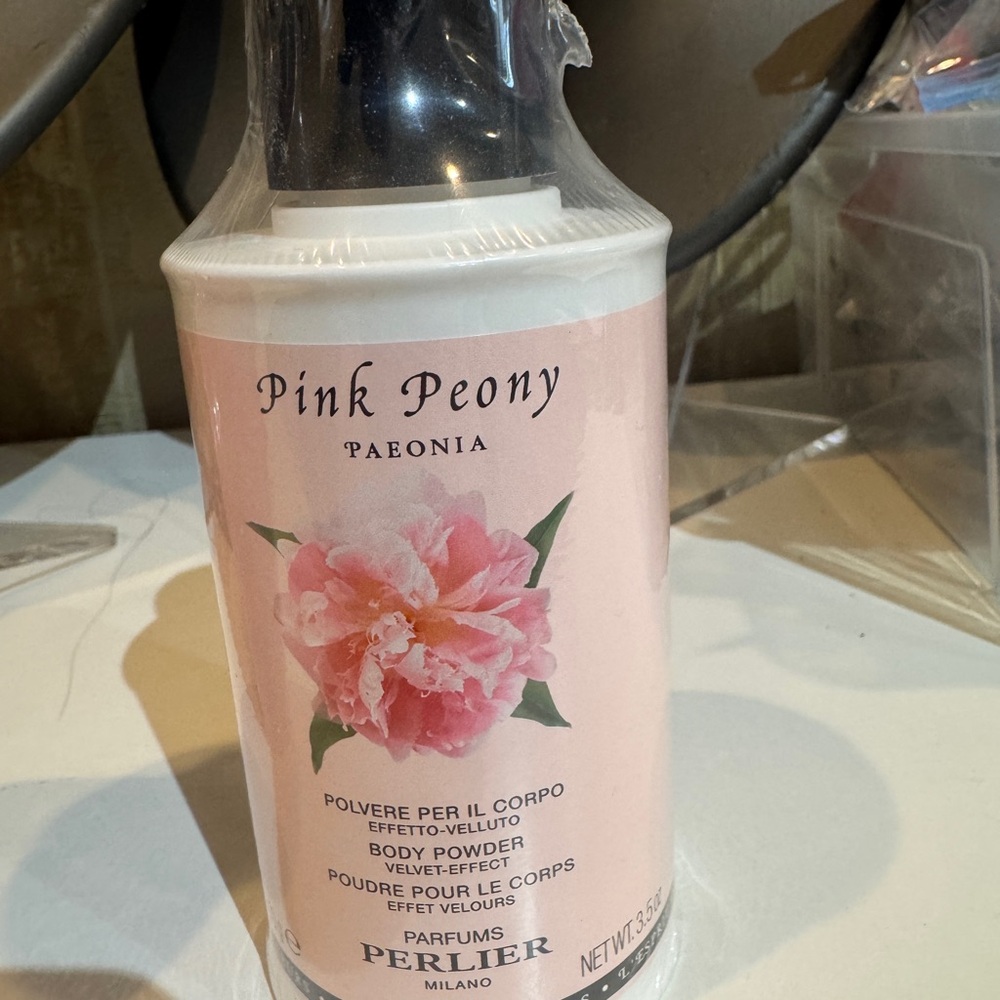 Pink Peony
PAEONIA
POLVERE PER IL CORPO
EFFETTO-VELLUTO
BODY POWDER
VELVET-EFFECT
POUDRE POUR LE CORPS
EFFET VELOURS
PARFUMS
PERLIER
MILANO
e
NET WT. 3.5 oz